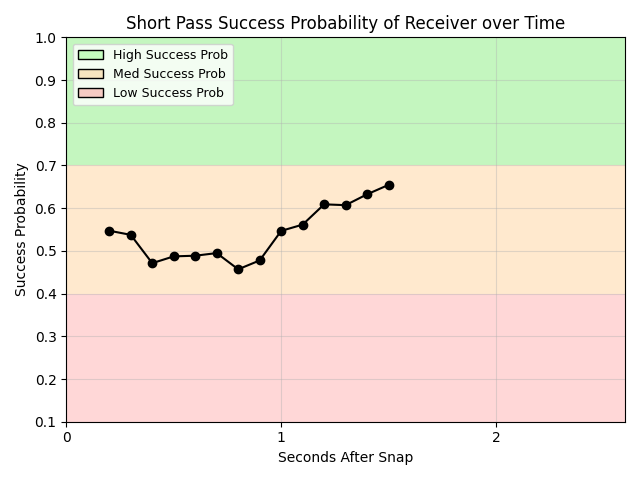 Short Pass Success Probability of Receiver over Time
High Success Prob
Med Success Prob
Low Success Prob
1.0
0.9
0.8
0.7
0.6
0.5
0.4
0.3
0.2
0.1
Success Probability
0 1 2
Seconds After Snap